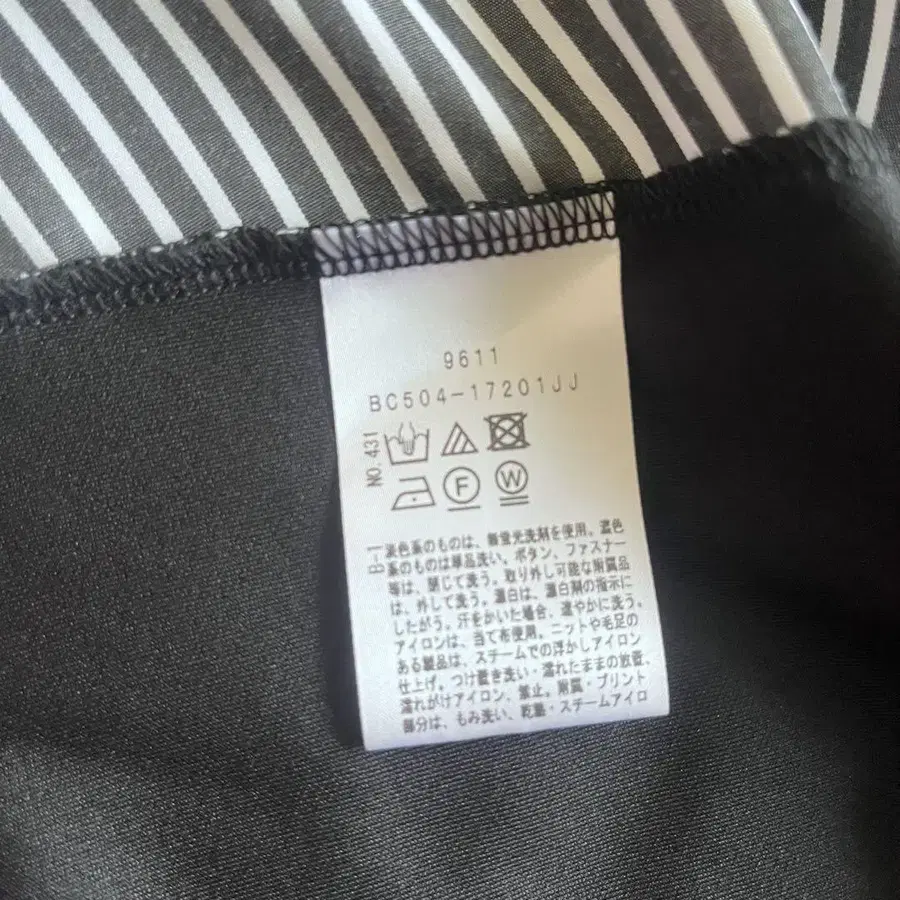 9611
BC504-17201JJ
NO.431
F
W
B-1
淡色系のものは、無蛍光洗剤を使用。濃色
系のものは単品洗い。ボタン、ファスナー
等は、閉じて洗う。取り外し可能な附属品
は、外して洗う。漂白は、漂白剤の指示に
したがう。汗をかいた場合、速やかに洗う。
アイロンは、当て布使用。ニットや毛足の
ある製品は、スチームでの浮かしアイロン
仕上げ。つけ置き洗い・濡れたままの放置、
濡れがけアイロン、禁止。附属・プリント
部分は、もみ洗い、乾燥・スチームアイロ